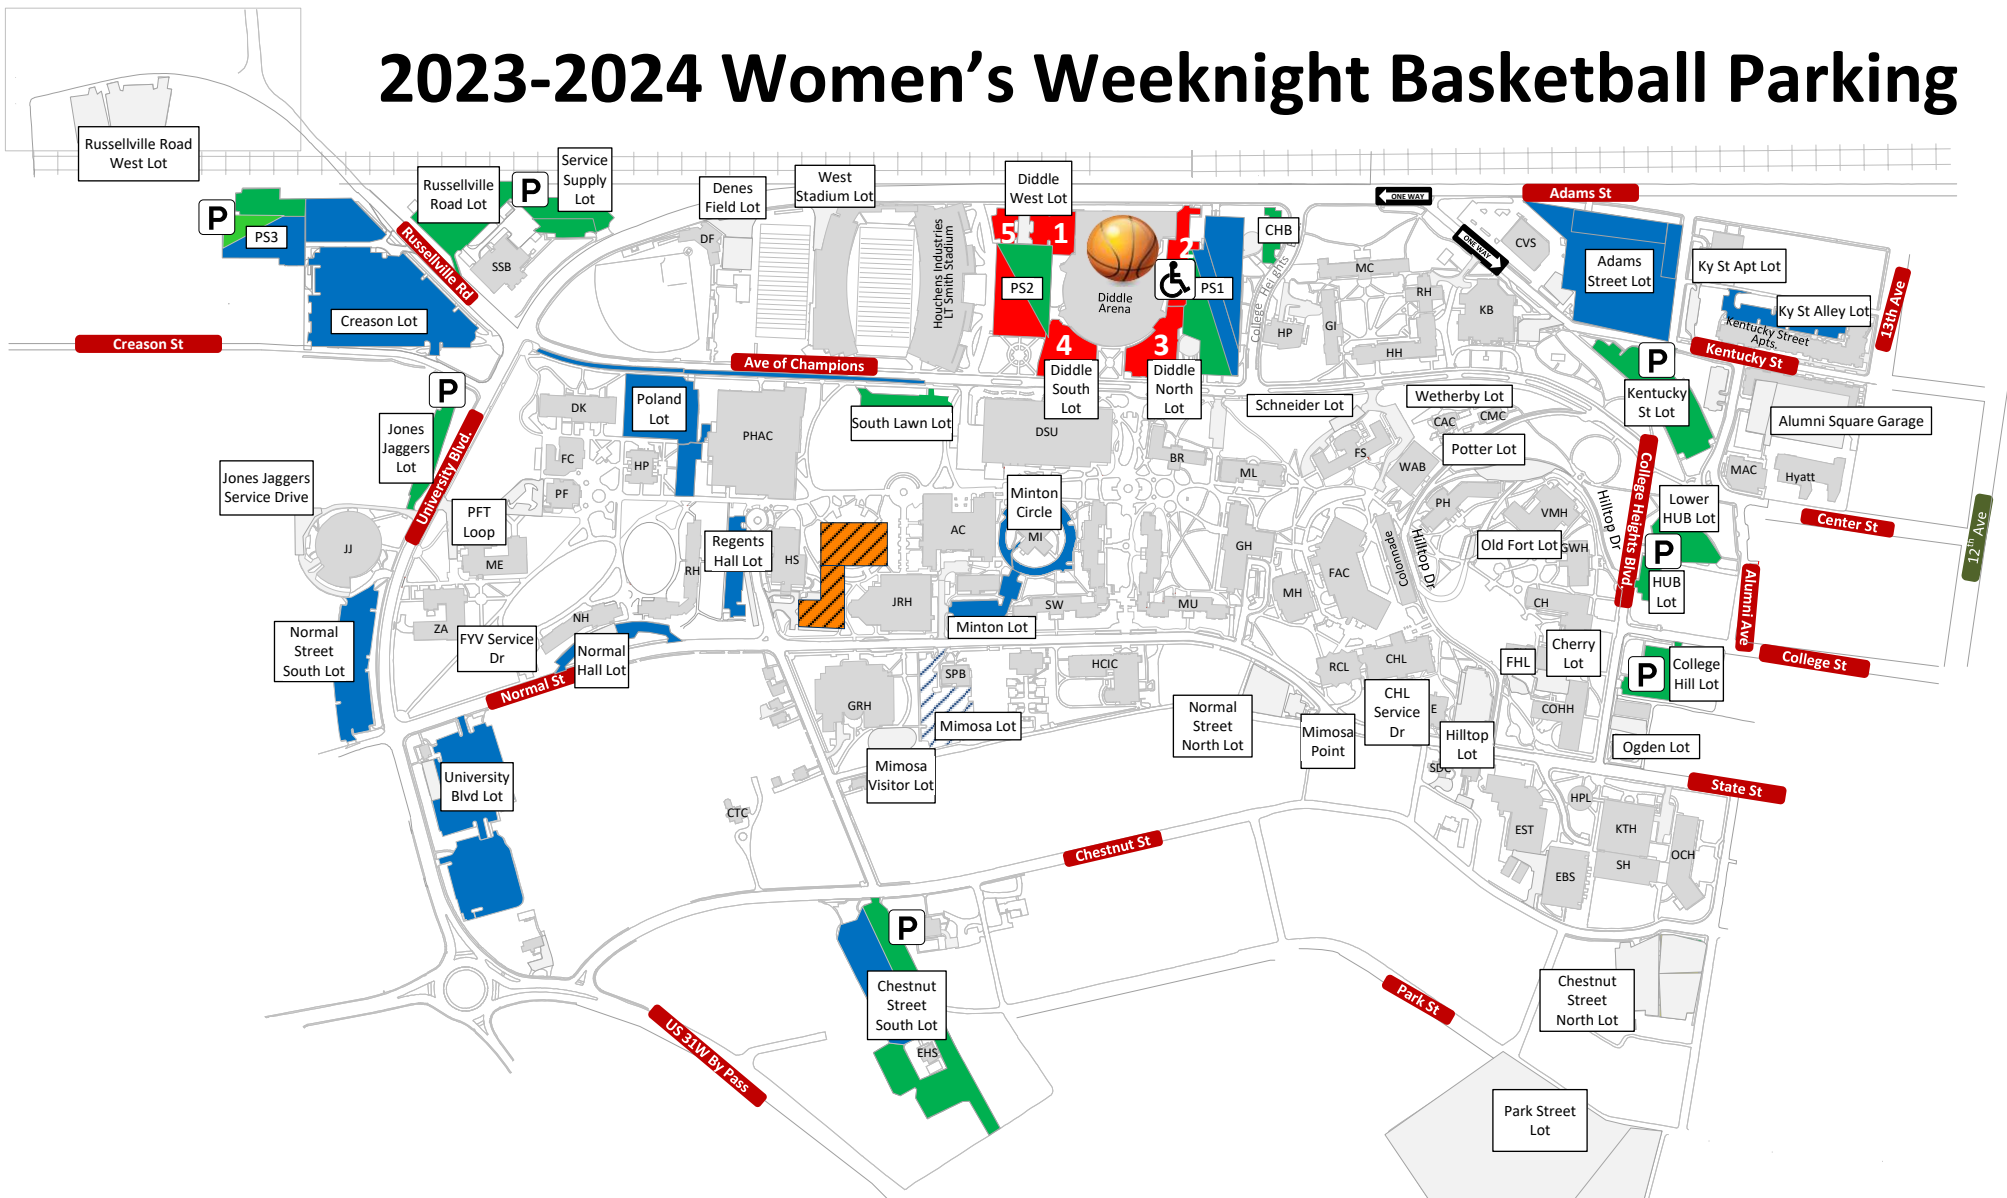 2023-2024 Women’s Weeknight Basketball Parking
Russellville Road
West Lot
Russellville
Road Lot
P
Service
Supply
Lot
Denes
Field Lot
West
Stadium Lot
Diddle
West Lot
ONE WAY
Adams St
P
PS3
Russellville Rd
SSB
DF
Houchens Industries
LT Smith Stadium
5
1
2
CHB
College Heights
ONE WAY
CVS
Adams
Street Lot
Ky St Apt Lot
Ky St Alley Lot
Kentucky Street
Apts.
13th Ave
Creason Lot
PS2
Diddle
Arena
PS1
MC
RH
KB
HP
GI
HH
Creason St
Ave of Champions
4
3
P
Kentucky St
P
Jones
Jaggers
Lot
University Blvd.
DK
Poland
Lot
PHAC
South Lawn Lot
Diddle
South
Lot
Diddle
North
Lot
DSU
Schneider Lot
Wetherby Lot
CAC
CMC
Potter Lot
Kentucky
St Lot
Alumni Square Garage
Jones Jaggers
Service Drive
FC
HP
PF
PFT
Loop
BR
ML
FS
WAB
PH
MAC
Hyatt
College Heights Blvd.
Center St
12th Ave
JJ
ME
Regents
Hall Lot
RH
HS
AC
Minton
Circle
MI
GH
FAC
Colonnade
Hilltop Dr
VMH
Old Fort Lot
GWH
Hilltop Dr
Lower
HUB Lot
P
HUB
Lot
Alumni Ave
ZA
FYV Service
Dr
NH
Normal
Hall Lot
JRH
SW
Minton Lot
MU
MH
CH
Normal
Street
South Lot
Normal St
GRH
SPB
Mimosa Lot
HCIC
RCL
CHL
FHL
Cherry
Lot
P
College
Hill Lot
College St
University
Blvd Lot
Mimosa
Visitor Lot
Normal
Street
North Lot
Mimosa
Point
CHL
Service
Dr
E
Hilltop
Lot
COHH
Ogden Lot
SDC
State St
CTC
Chestnut St
EST
HPL
KTH
SH
OCH
EBS
P
Chestnut
Street
South Lot
EHS
US 31W By Pass
Park St
Chestnut
Street
North Lot
Park Street
Lot